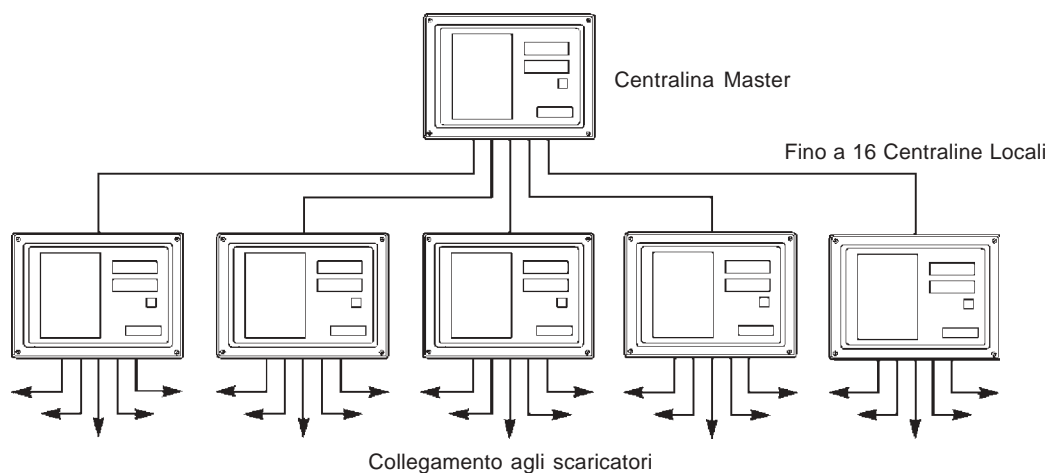 Centralina Master
Fino a 16 Centraline Locali
Collegamento agli scaricatori